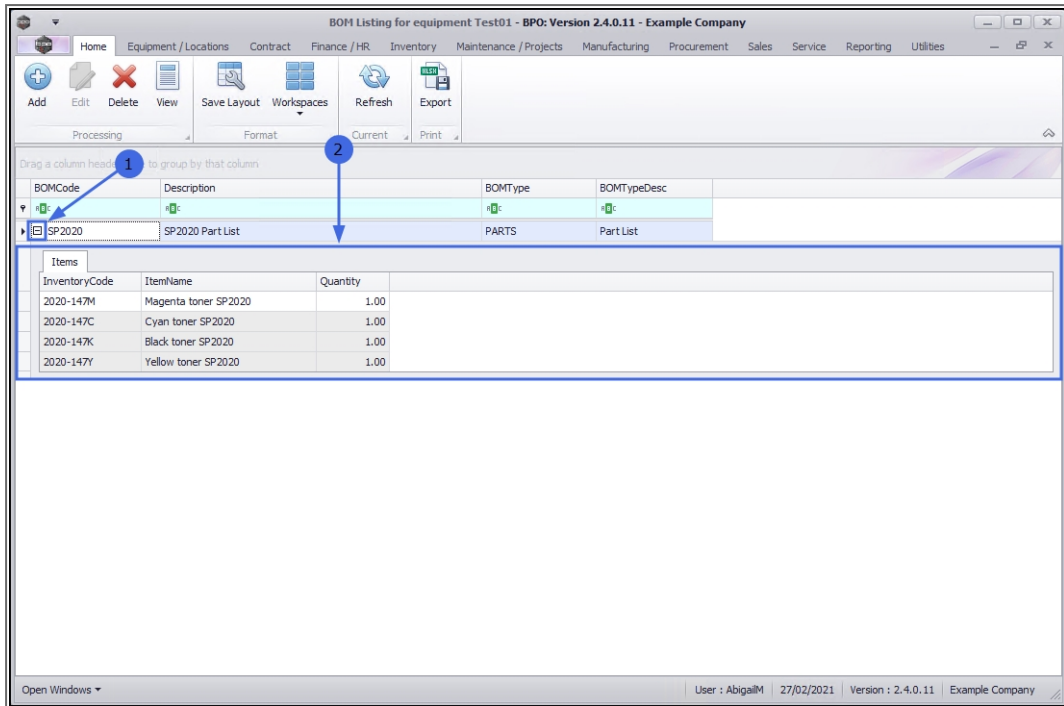 BOM Listing for equipment Test01 - BPO: Version 2.4.0.11 - Example Company
Home Equipment / Locations Contract Finance / HR Inventory Maintenance / Projects Manufacturing Procurement Sales Service Reporting Utilities
Add Edit Delete View Save Layout Workspaces Refresh Export
Processing Format Current Print
1 2
Drag a column heade to group by that column
BOMCode Description BOMType BOMTypeDesc
SP2020 SP2020 Part List PARTS Part List
Items
InventoryCode ItemName Quantity
2020-147M Magenta toner SP2020 1.00
2020-147C Cyan toner SP2020 1.00
2020-147K Black toner SP2020 1.00
2020-147Y Yellow toner SP2020 1.00
Open Windows User : AbigailM 27/02/2021 Version : 2.4.0.11 Example Company